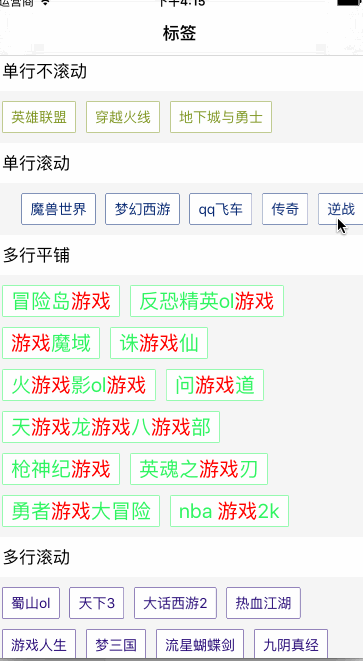 运营商 下午4:15
标签
单行不滚动
英雄联盟 穿越火线 地下城与勇士
单行滚动
魔兽世界 梦幻西游 qq飞车 传奇 逆战
多行平铺
冒险岛游戏 反恐精英ol游戏
游戏魔域 诛游戏仙
火游戏影ol游戏 问游戏道
天游戏龙游戏八游戏部
枪神纪游戏 英魂之游戏刃
勇者游戏大冒险 nba 游戏2k
多行滚动
蜀山ol 天下3 大话西游2 热血江湖
游戏人生 梦三国 流星蝴蝶剑 九阴真经